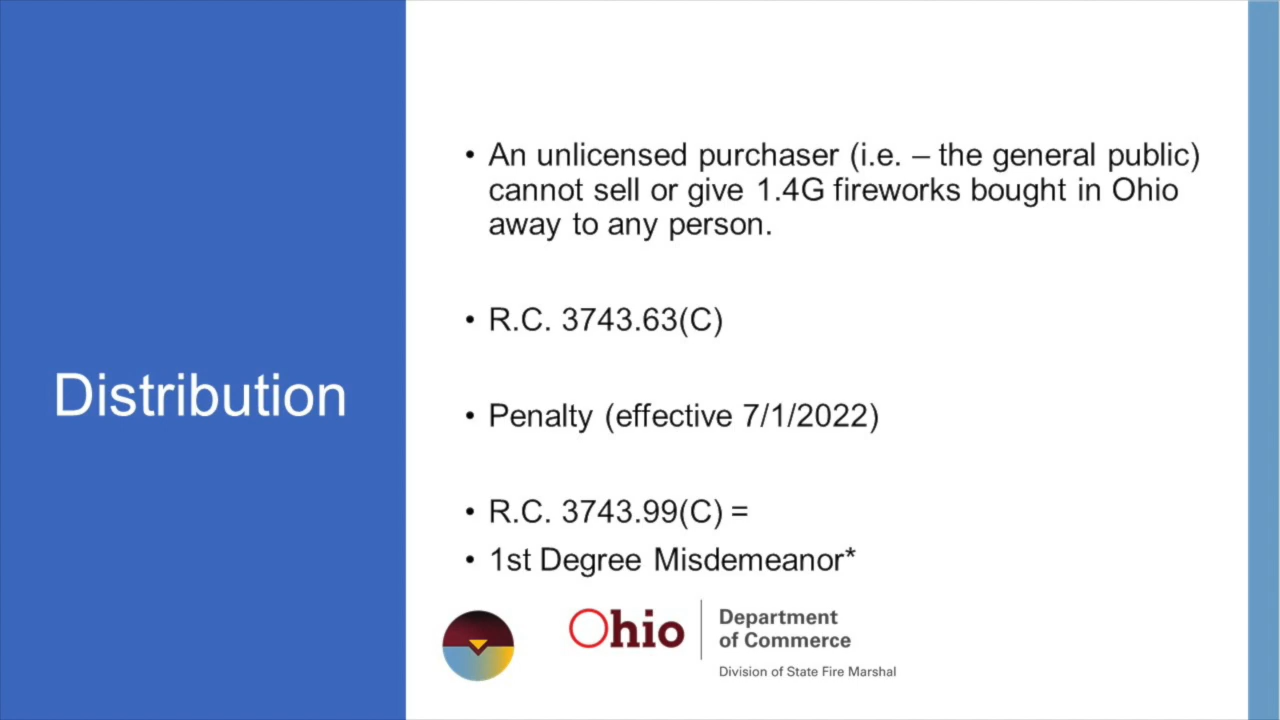 Distribution
• An unlicensed purchaser (i.e. – the general public)
cannot sell or give 1.4G fireworks bought in Ohio
away to any person.
• R.C. 3743.63(C)
• Penalty (effective 7/1/2022)
• R.C. 3743.99(C) =
• 1st Degree Misdemeanor*
Ohio
Department
of Commerce
Division of State Fire Marshal